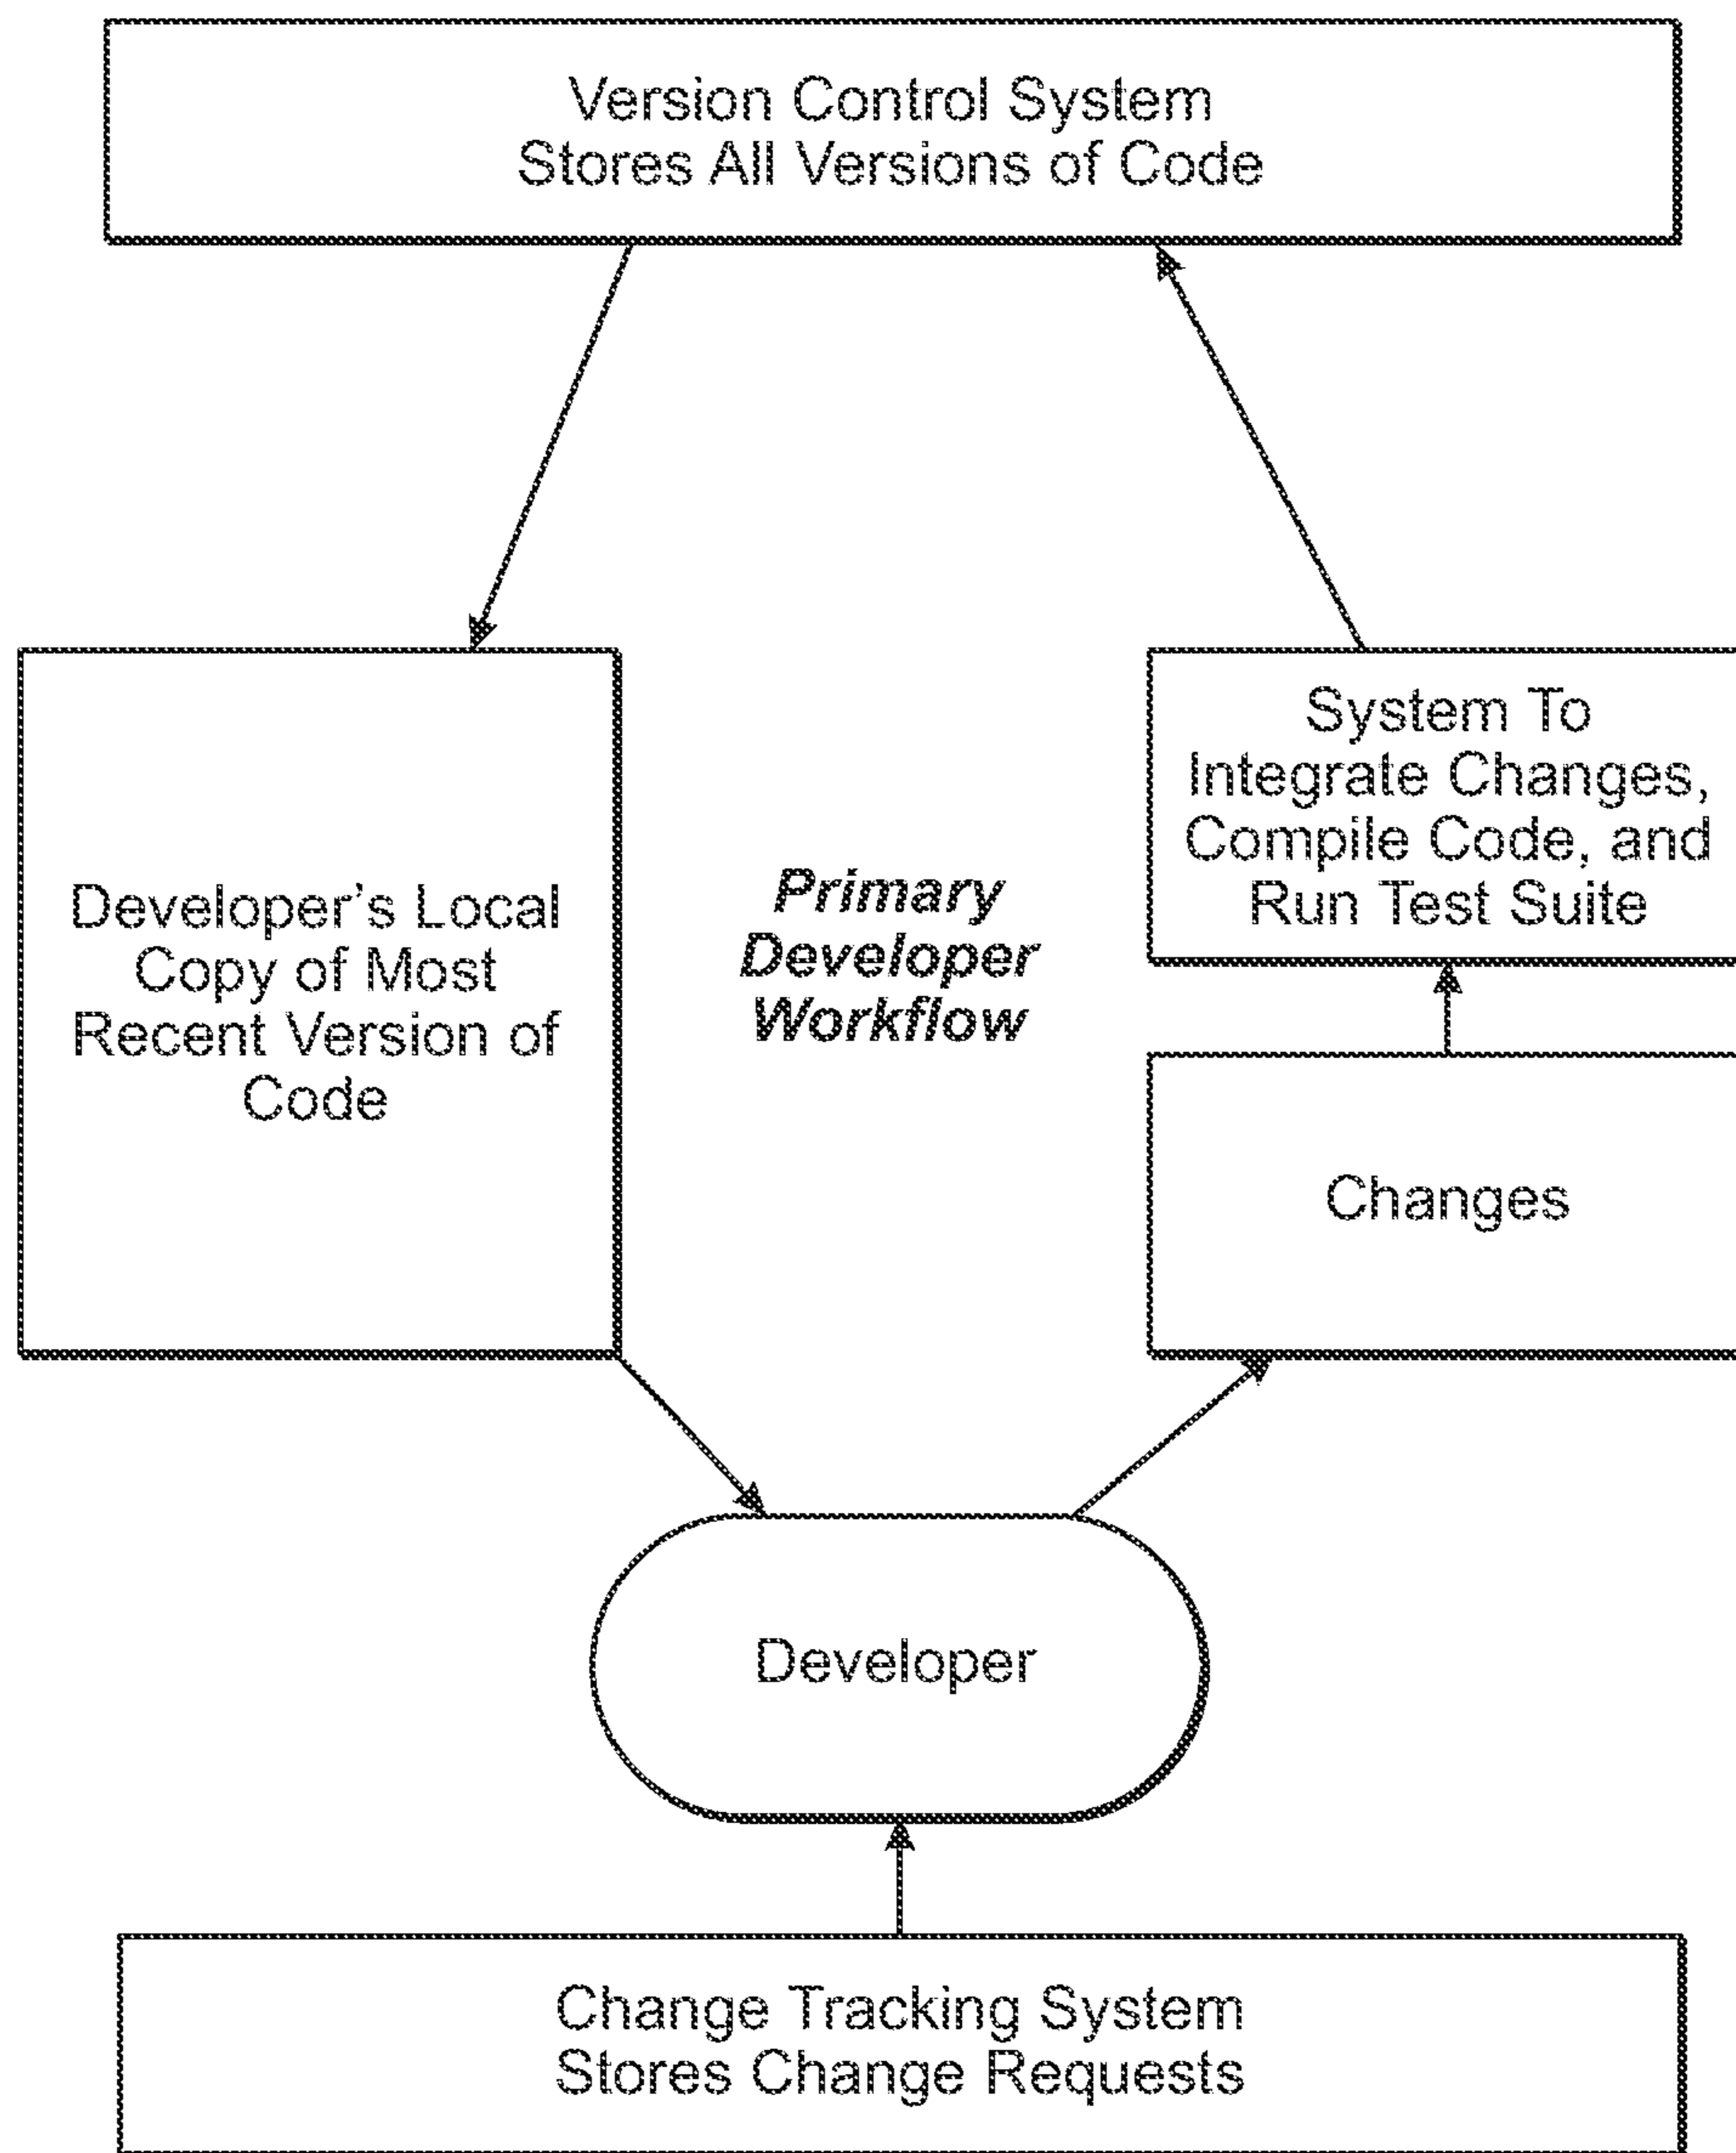 Version Control System
Stores All Versions of Code
Developer’s Local
Copy of Most
Recent Version of
Code
Primary
Developer
Workflow
System To
Integrate Changes,
Compile Code, and
Run Test Suite
Changes
Developer
Change Tracking System
Stores Change Requests